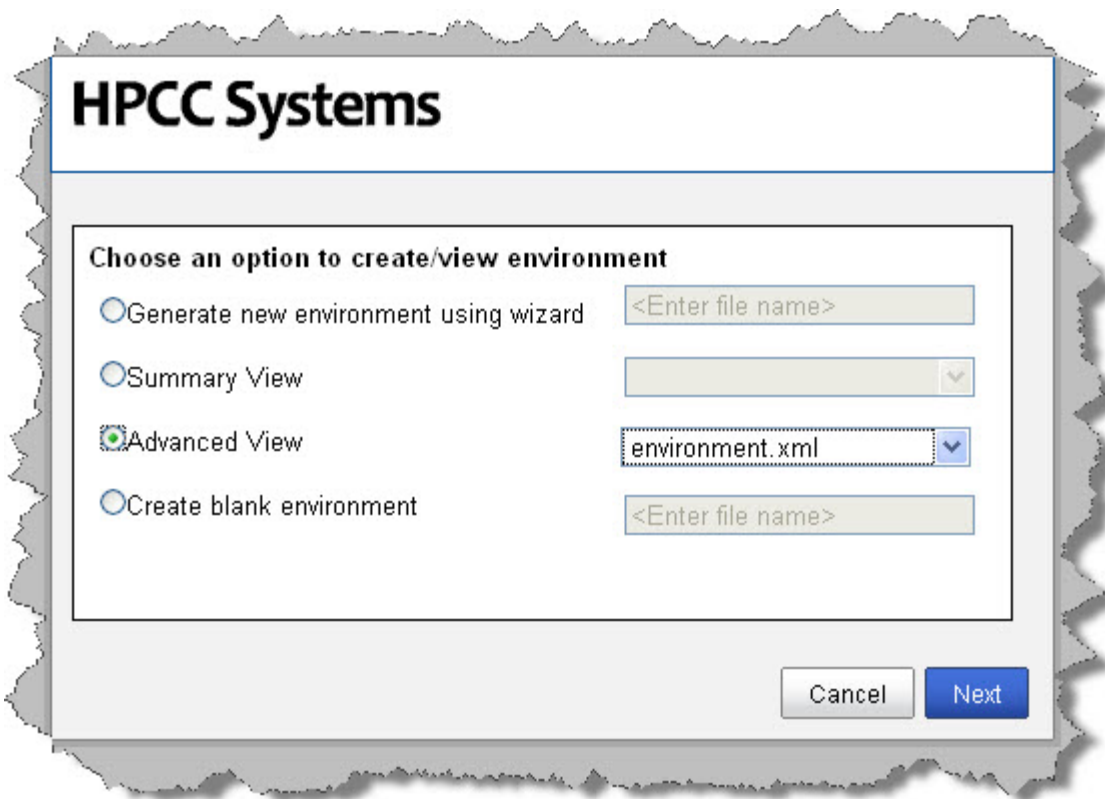 HPCC Systems
Choose an option to create/view environment
Generate new environment using wizard <Enter file name>
Summary View
Advanced View environment.xml
Create blank environment <Enter file name>
Cancel Next